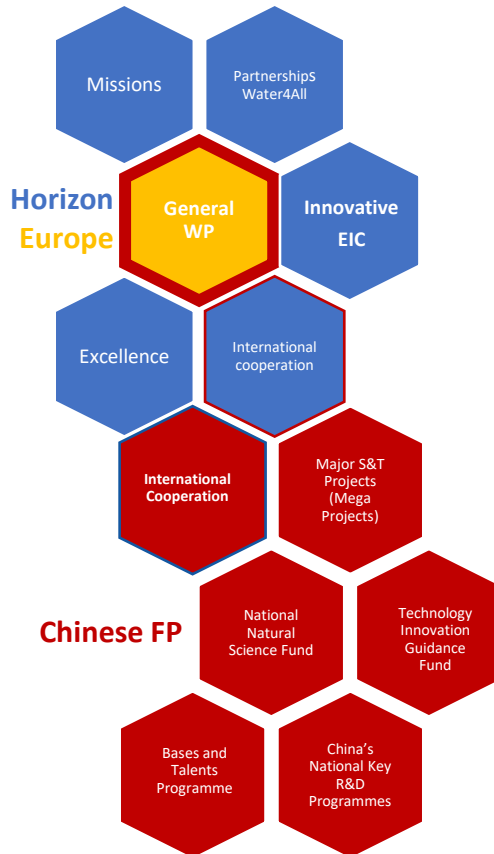 Missions
Partnerships
Water4All
Horizon
Europe
General
WP
Innovative
EIC
Excellence
International
cooperation
International
Cooperation
Major S&T
Projects
(Mega
Projects)
Chinese FP
National
Natural
Science Fund
Technology
Innovation
Guidance
Fund
Bases and
Talents
Programme
China’s
National Key
R&D
Programmes